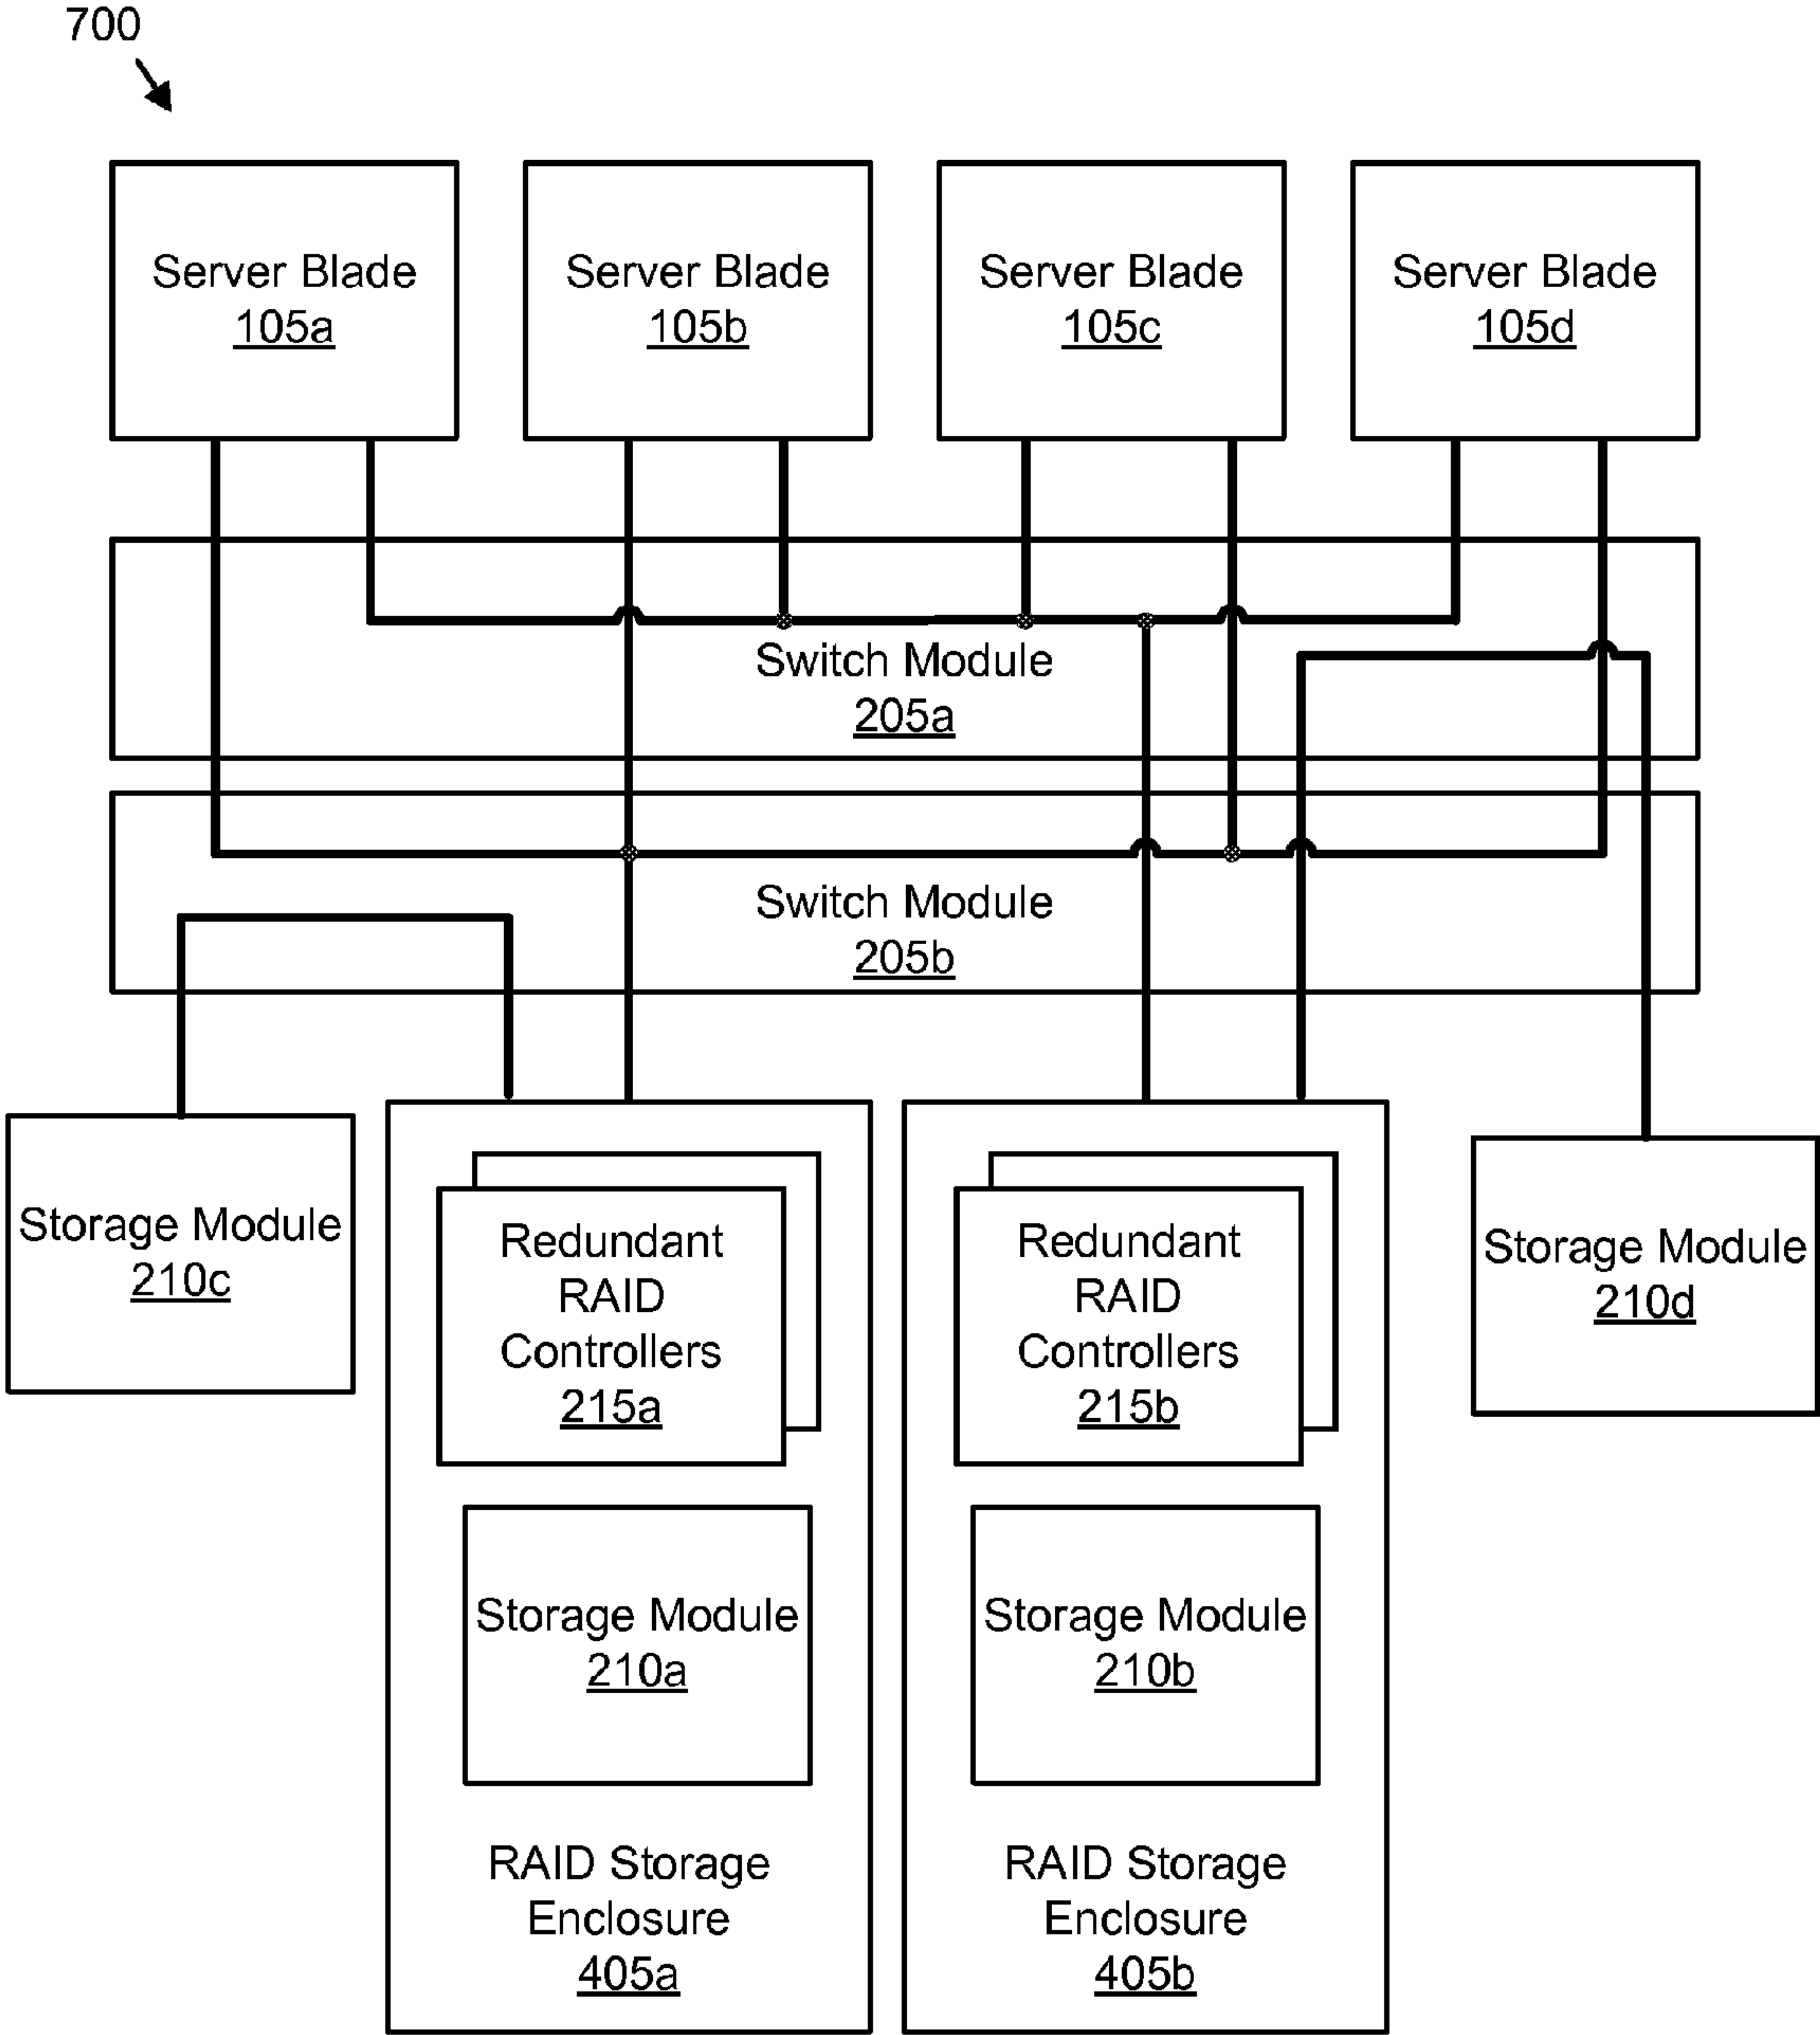 700
Server Blade
105a
Server Blade
105b
Server Blade
105c
Server Blade
105d
Switch Module
205a
Switch Module
205b
Storage Module
210c
Redundant
RAID
Controllers
215a
Redundant
RAID
Controllers
215b
Storage Module
210d
Storage Module
210a
Storage Module
210b
RAID Storage
Enclosure
405a
RAID Storage
Enclosure
405b